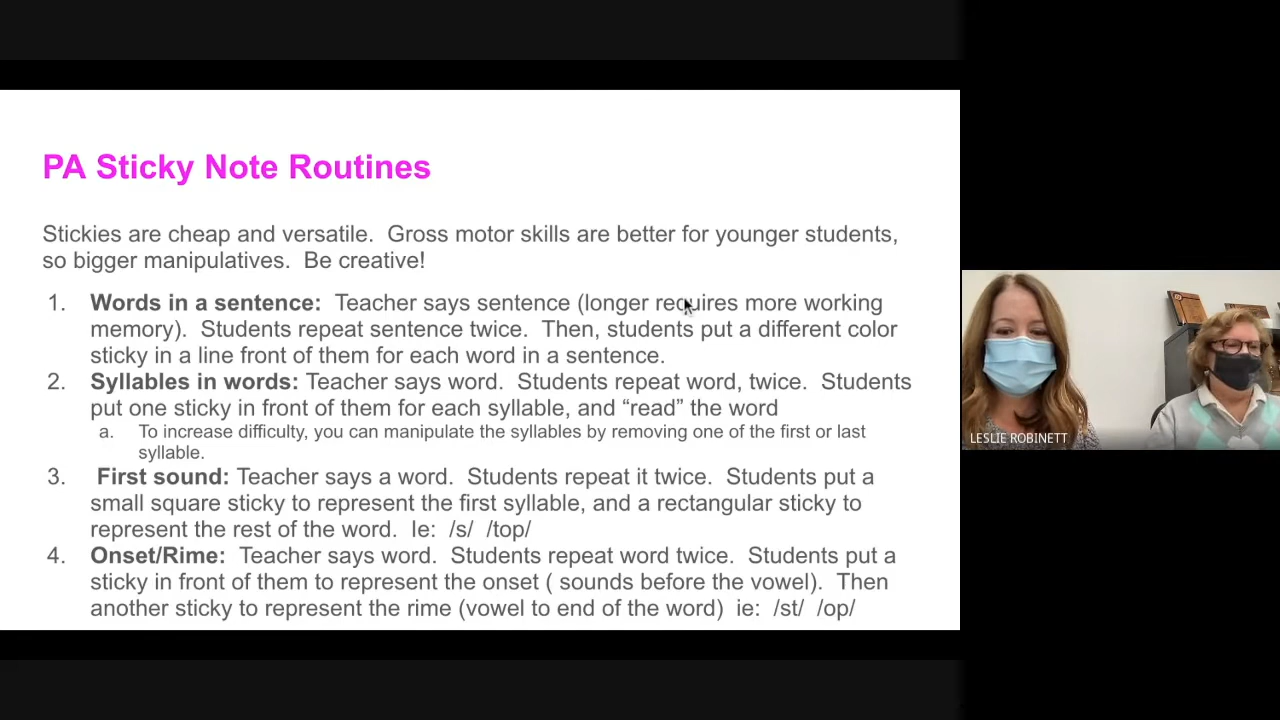 PA Sticky Note Routines
Stickies are cheap and versatile.  Gross motor skills are better for younger students,
so bigger manipulatives.  Be creative!
1. Words in a sentence:  Teacher says sentence (longer requires more working
memory).  Students repeat sentence twice.  Then, students put a different color
sticky in a line front of them for each word in a sentence.
2. Syllables in words: Teacher says word.  Students repeat word, twice.  Students
put one sticky in front of them for each syllable, and “read” the word
a. To increase difficulty, you can manipulate the syllables by removing one of the first or last
syllable.
3. First sound: Teacher says a word.  Students repeat it twice.  Students put a
small square sticky to represent the first syllable, and a rectangular sticky to
represent the rest of the word.  Ie:  /s/  /top/
4. Onset/Rime:  Teacher says word.  Students repeat word twice.  Students put a
sticky in front of them to represent the onset ( sounds before the vowel).  Then
another sticky to represent the rime (vowel to end of the word)  ie:  /st/  /op/
LESLIE ROBINETT